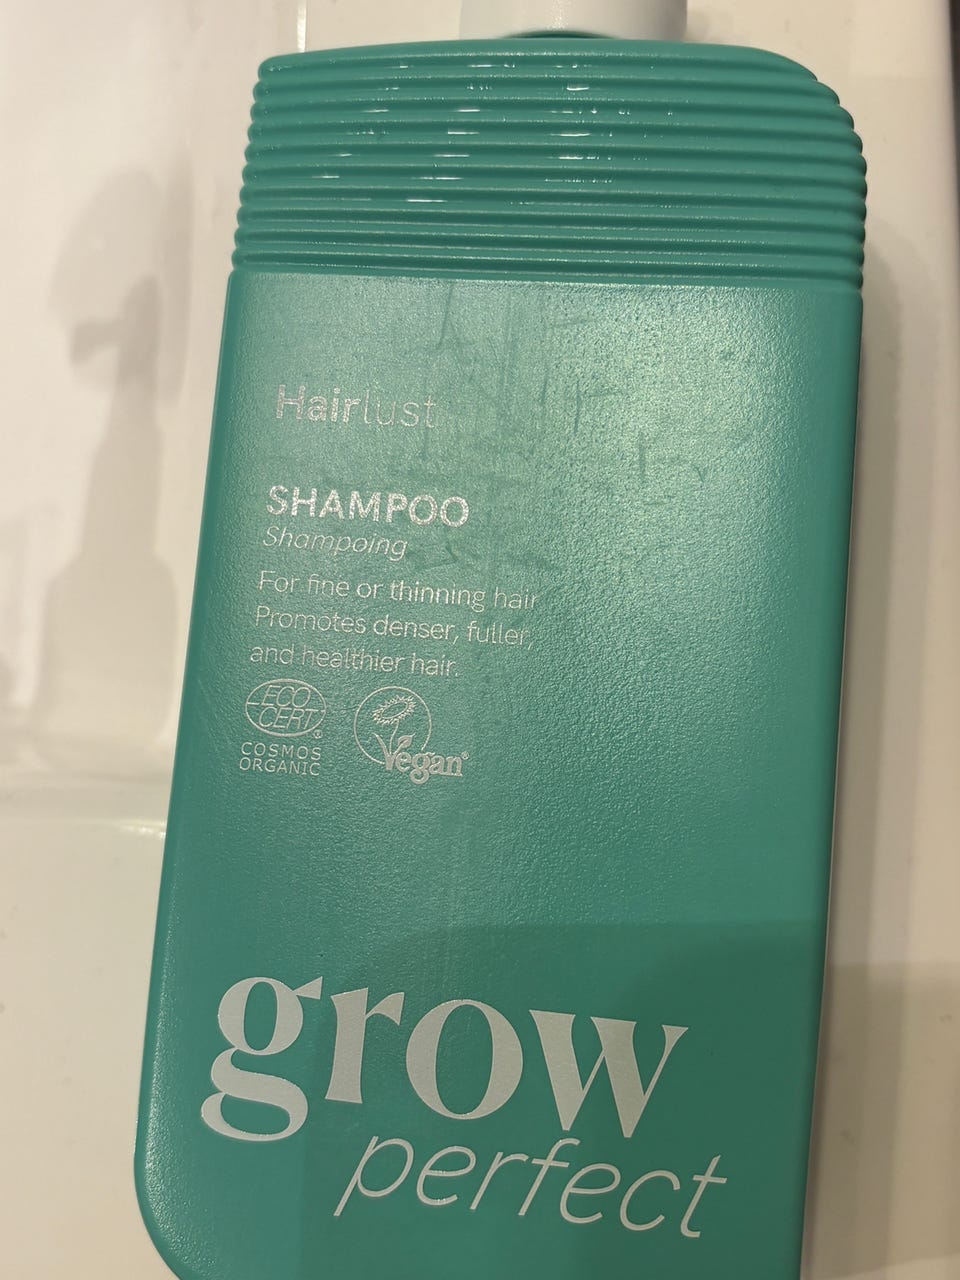 Hairlust
SHAMPOO
Shampoing
For fine or thinning hair
Promotes denser, fuller,
and healthier hair.
ECO
CERT®
COSMOS
ORGANIC
Vegan®
grow
perfect